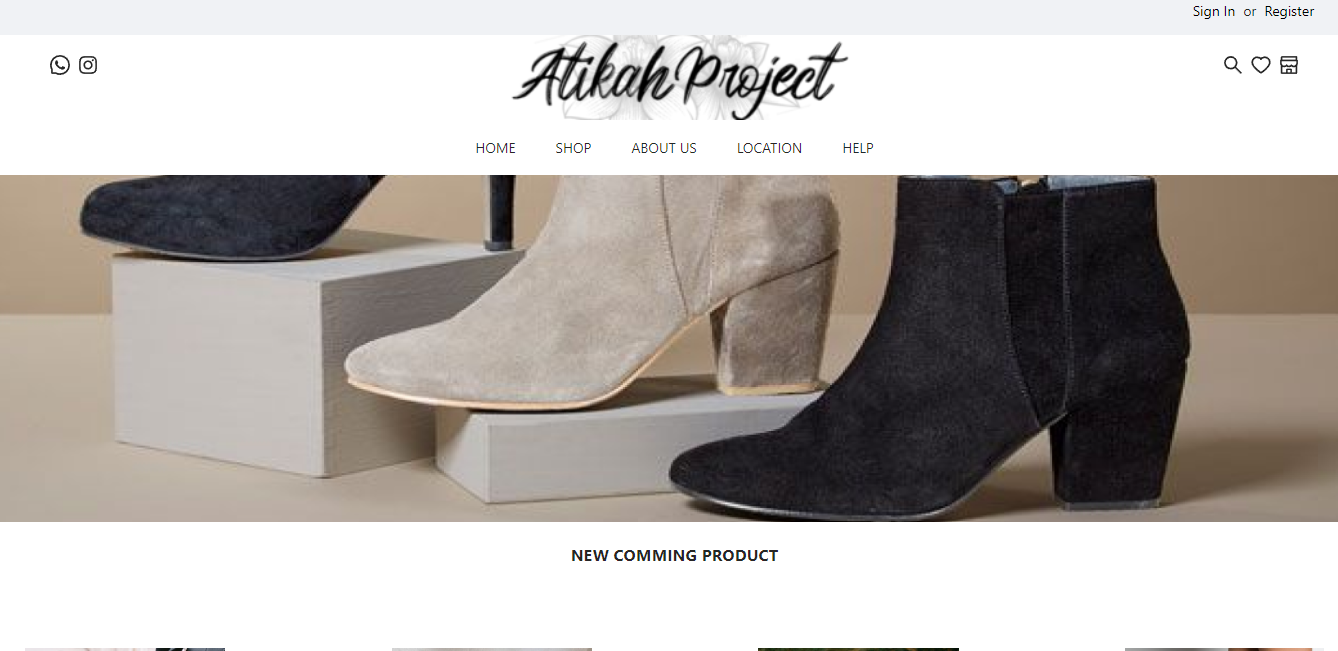 Sign In or Register
Atikah Project
HOME SHOP ABOUT US LOCATION HELP
NEW COMMING PRODUCT